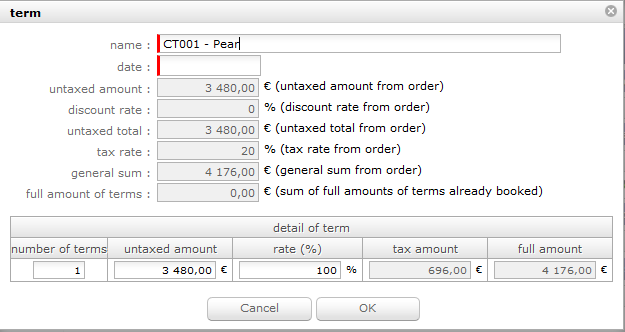 term
name : CT001 - Pear
date :
untaxed amount : 3 480,00 € (untaxed amount from order)
discount rate : 0 % (discount rate from order)
untaxed total : 3 480,00 € (untaxed total from order)
tax rate : 20 % (tax rate from order)
general sum : 4 176,00 € (general sum from order)
full amount of terms : 0,00 € (sum of full amounts of terms already booked)
detail of term
number of terms untaxed amount rate (%) tax amount full amount
1 3 480,00 € 100 % 696,00 € 4 176,00 €
Cancel OK